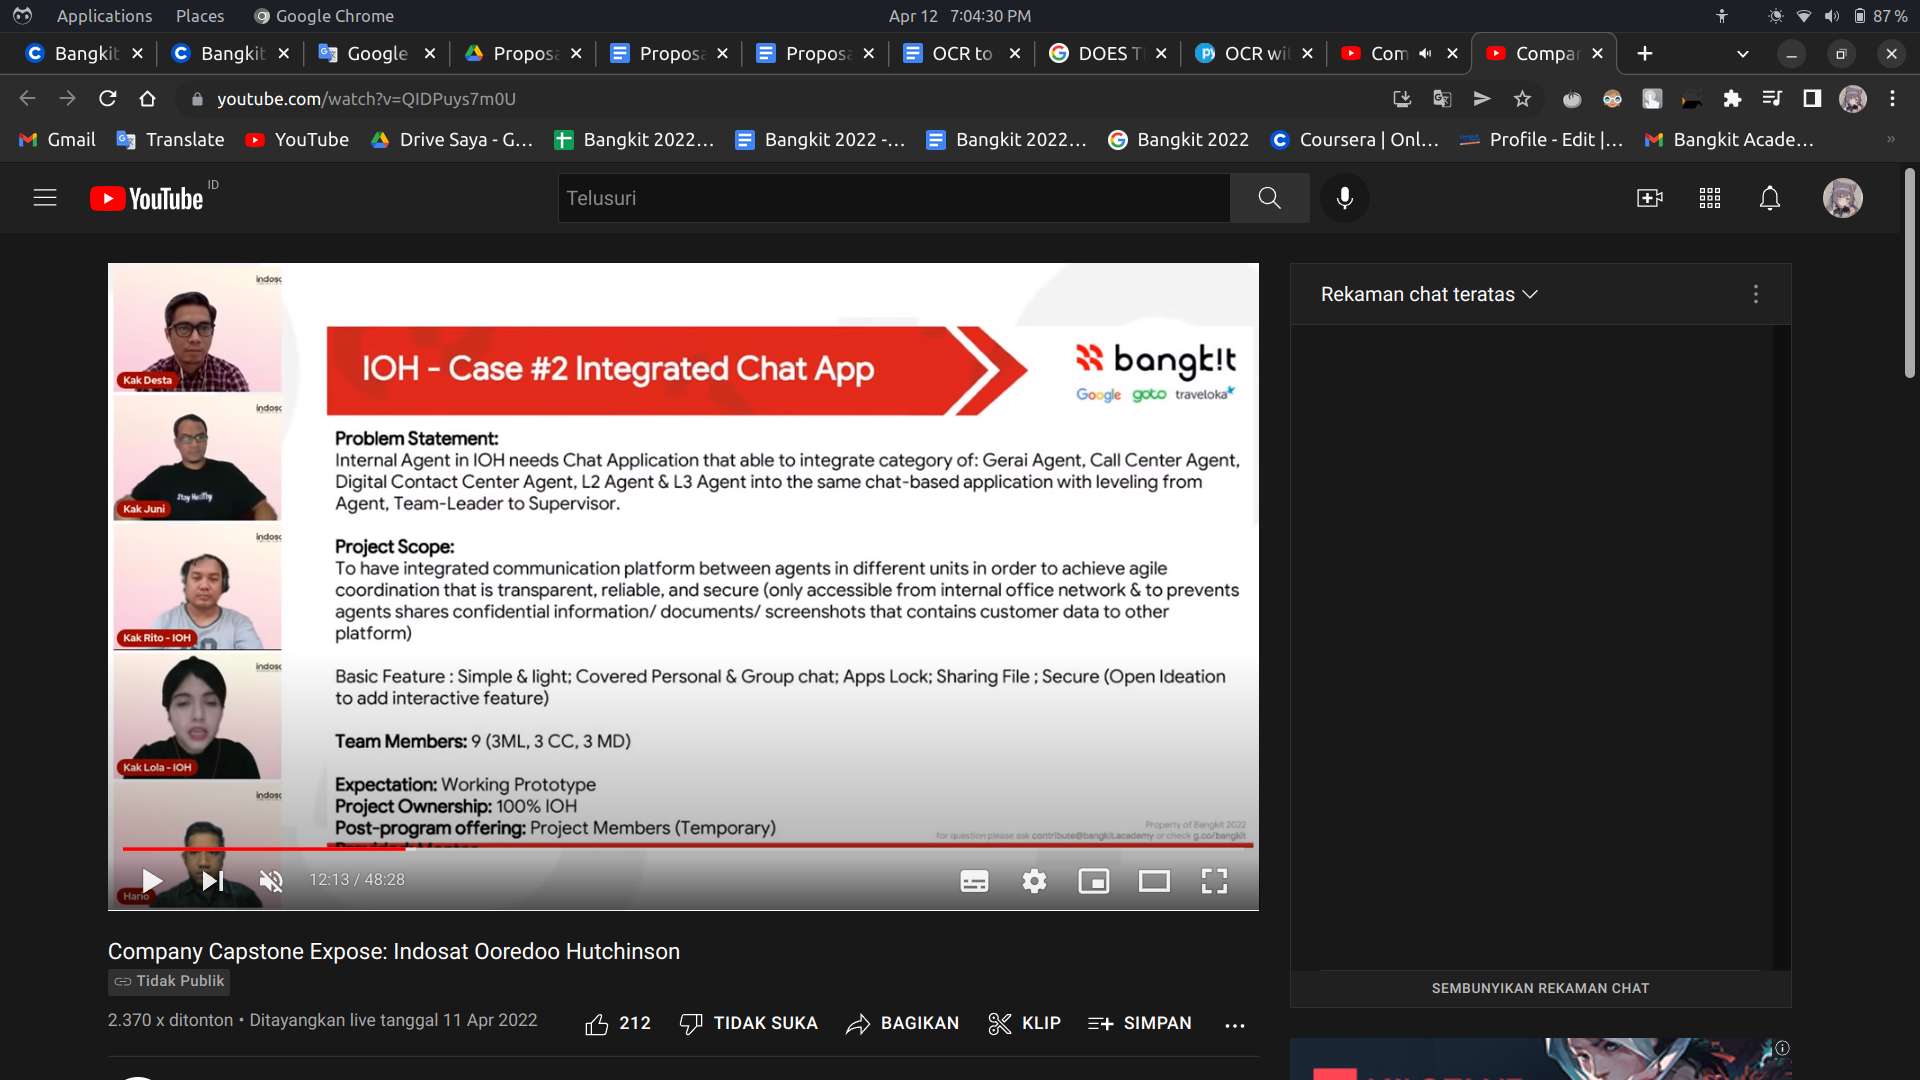 Applications Places Google Chrome Apr 12 7:04:30 PM 87 %
Bangkit Bangkit Google Proposa Proposa Proposa OCR to DOES T OCR wi Com Compar
youtube.com/watch?v=QIDPuys7m0U
Gmail Translate YouTube Drive Saya - G... Bangkit 2022... Bangkit 2022 -... Bangkit 2022... Bangkit 2022 Coursera | Onl... Profile - Edit |... Bangkit Acade... »
YouTube ID
Telusuri
Rekaman chat teratas
indosa
Kak Desta
indosa
Stay Healthy
Kak Juni
indosa
Kak Rito - IOH
indosa
Kak Lola - IOH
indosa
Hario
IOH - Case #2 Integrated Chat App
bangk!t
Google goto traveloka
Problem Statement:
Internal Agent in IOH needs Chat Application that able to integrate category of: Gerai Agent, Call Center Agent,
Digital Contact Center Agent, L2 Agent & L3 Agent into the same chat-based application with leveling from
Agent, Team-Leader to Supervisor.
Project Scope:
To have integrated communication platform between agents in different units in order to achieve agile
coordination that is transparent, reliable, and secure (only accessible from internal office network & to prevents
agents shares confidential information/ documents/ screenshots that contains customer data to other
platform)
Basic Feature : Simple & light; Covered Personal & Group chat; Apps Lock; Sharing File ; Secure (Open Ideation
to add interactive feature)
Team Members: 9 (3ML, 3 CC, 3 MD)
Expectation: Working Prototype
Project Ownership: 100% IOH
Post-program offering: Project Members (Temporary)
Property of Bangkit 2022
for question please ask contribute@bangkit.academy or check g.co/bangkit
12:13 / 48:28
Company Capstone Expose: Indosat Ooredoo Hutchinson
Tidak Publik
2.370 x ditonton • Ditayangkan live tanggal 11 Apr 2022
212 TIDAK SUKA BAGIKAN KLIP SIMPAN ...
SEMBUNYIKAN REKAMAN CHAT